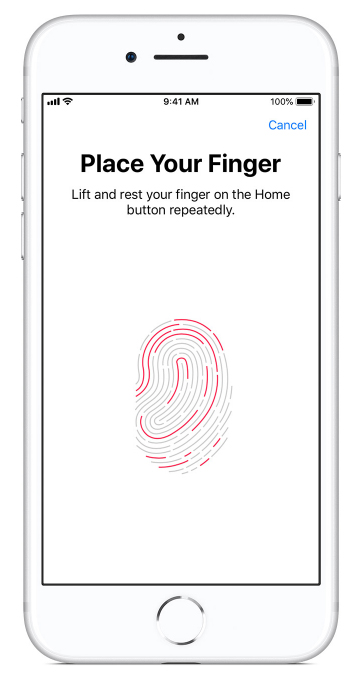 9:41 AM
100%
Cancel
Place Your Finger
Lift and rest your finger on the Home
button repeatedly.